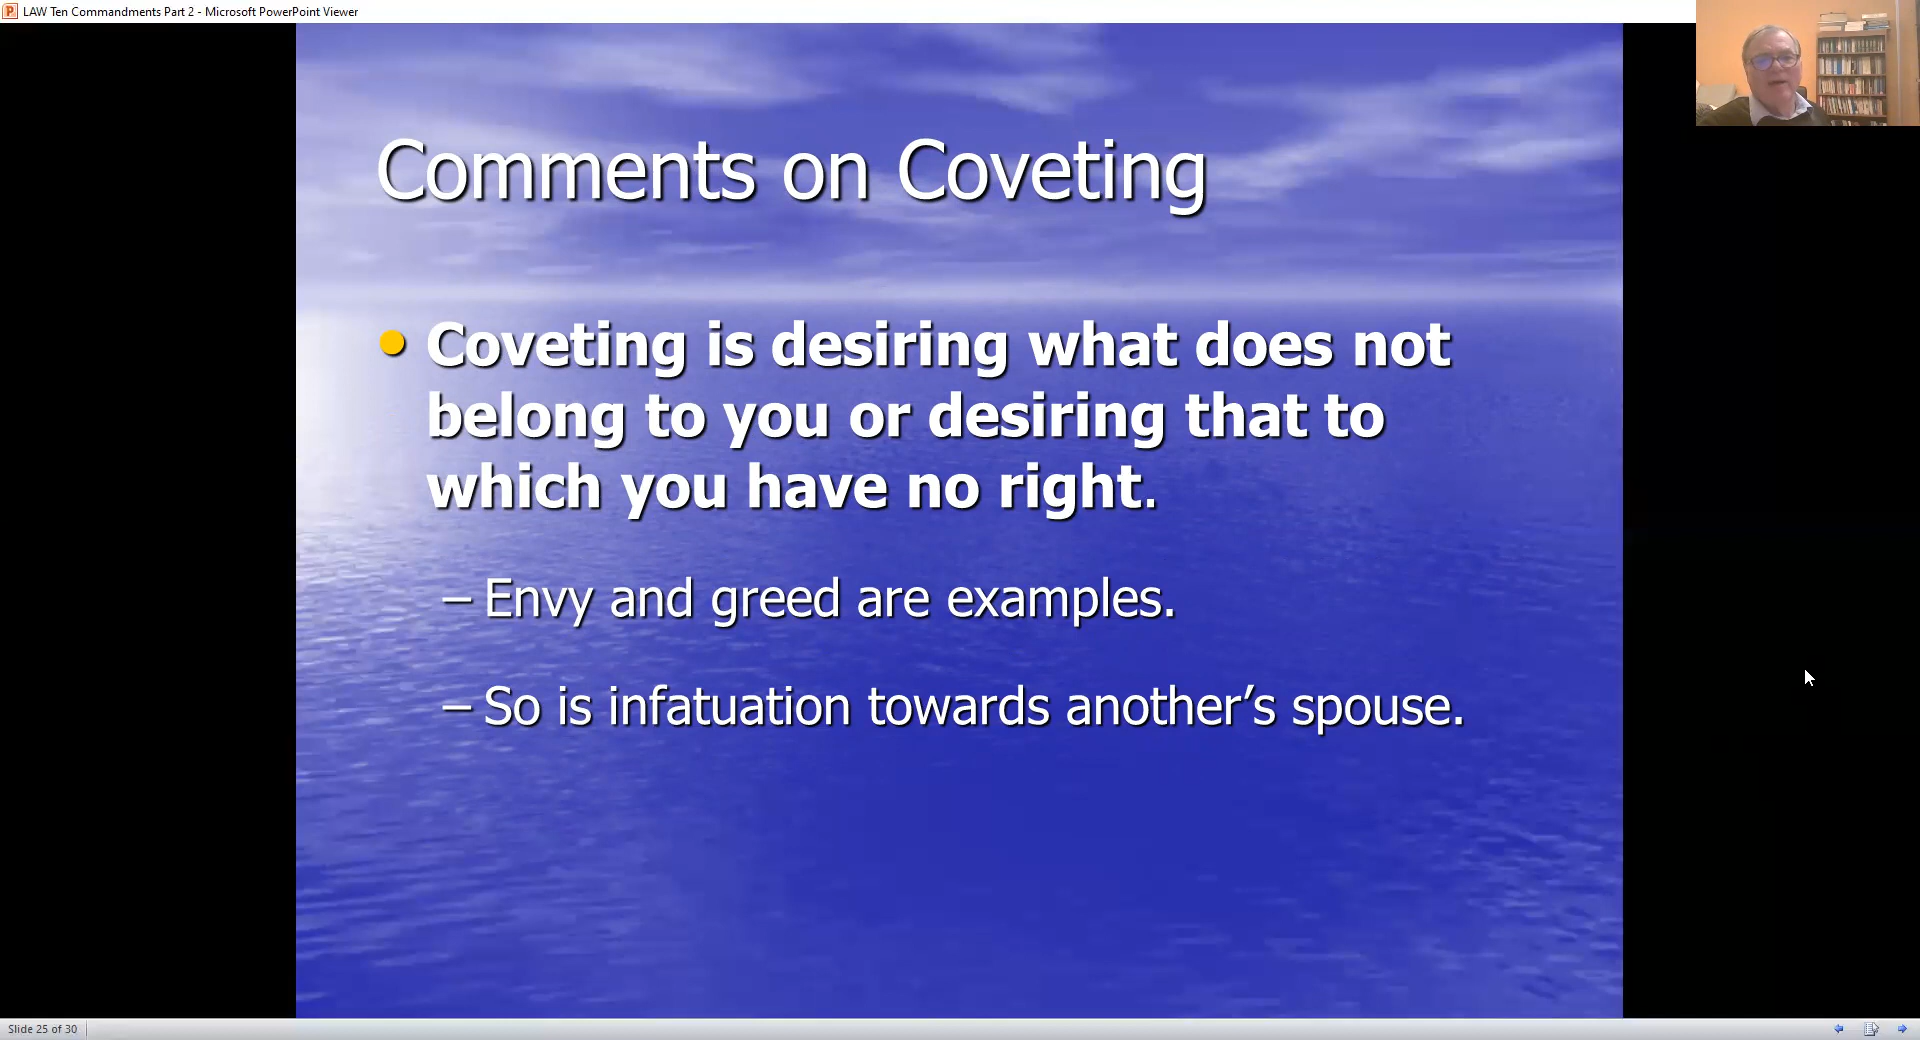 LAW Ten Commandments Part 2 - Microsoft PowerPoint Viewer
Comments on Coveting
• Coveting is desiring what does not
belong to you or desiring that to
which you have no right.
– Envy and greed are examples.
– So is infatuation towards another’s spouse.
Slide 25 of 30